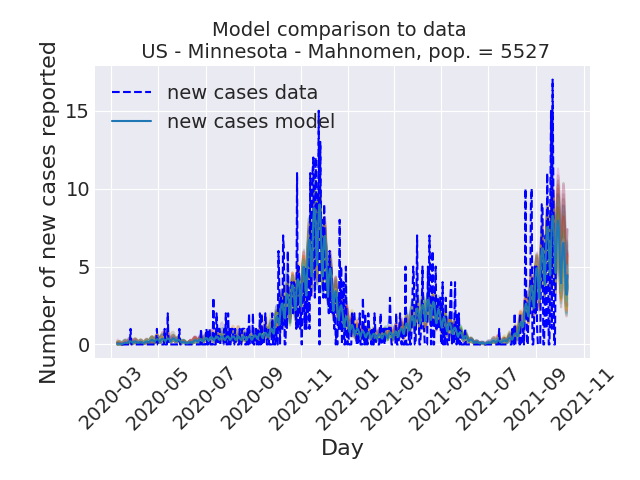 Model comparison to data
US - Minnesota - Mahnomen, pop. = 5527
Number of new cases reported
new cases data
new cases model
15
10
5
0
2020-03
2020-05
2020-07
2020-09
2020-11
2021-01
2021-03
2021-05
2021-07
2021-09
2021-11
Day